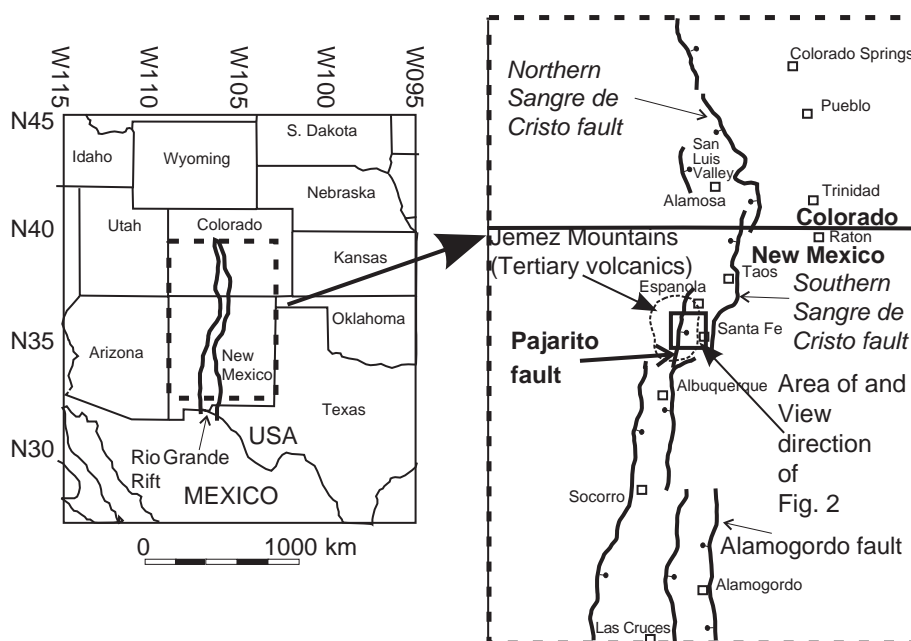 W115
W110
W105
W100
W095
N45
N40
N35
N30
Idaho
Wyoming
S. Dakota
Nebraska
Utah
Colorado
Kansas
Arizona
New
Mexico
Oklahoma
Texas
USA
Rio Grande
Rift
MEXICO
0
1000 km
Northern
Sangre de
Cristo fault
Colorado Springs
Pueblo
San
Luis
Valley
Alamosa
Trinidad
Colorado
Raton
New Mexico
Jemez Mountains
(Tertiary volcanics)
Taos
Espanola
Southern
Sangre de
Cristo fault
Santa Fe
Pajarito
fault
Albuquerque
Area of and
View
direction
of
Fig. 2
Socorro
Alamogordo fault
Alamogordo
Las Cruces